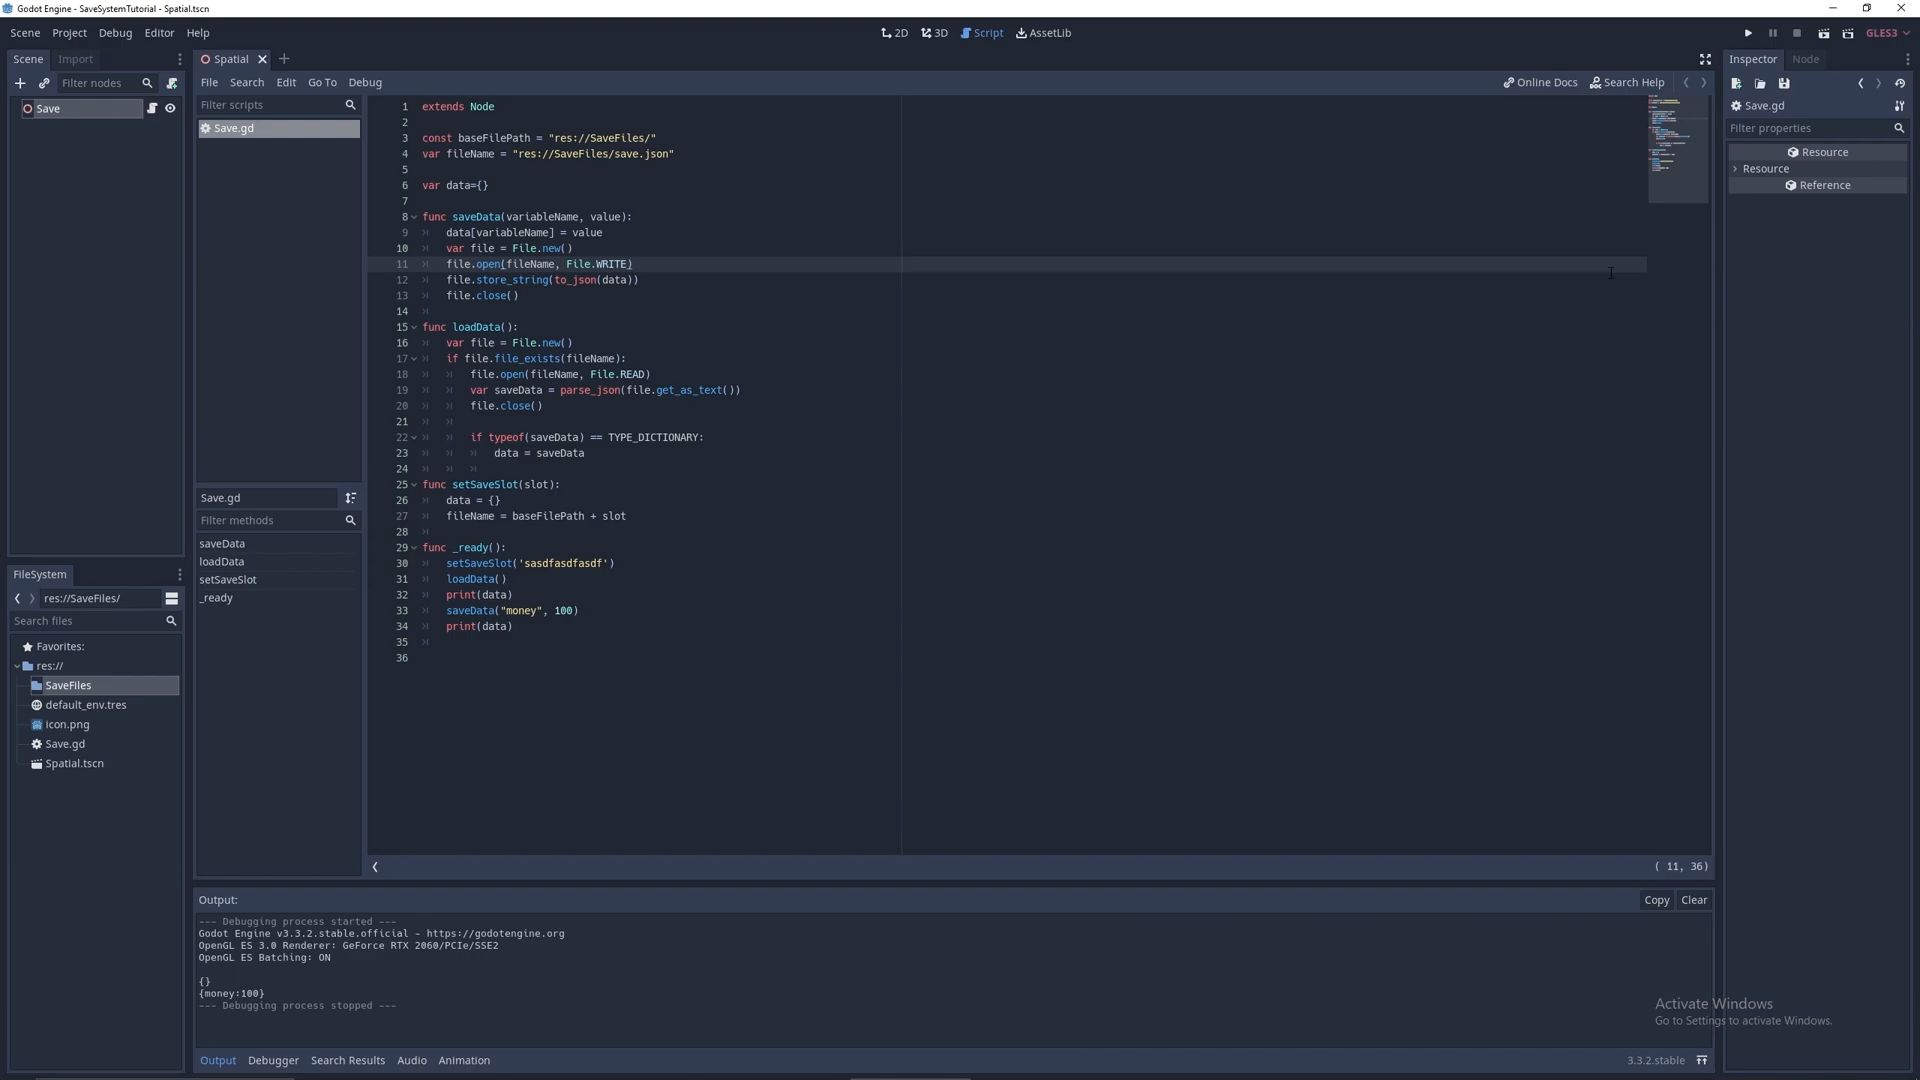 Godot Engine - SaveSystemTutorial - Spatial.tscn
Scene Project Debug Editor Help
2D 3D Script AssetLib
GLES3
Scene Import
Filter nodes
Save
Spatial
File Search Edit Go To Debug
Online Docs Search Help
Filter scripts
Save.gd
Save.gd
Filter methods
saveData
loadData
setSaveSlot
_ready
1 extends Node
2
3 const baseFilePath = "res://SaveFiles/"
4 var fileName = "res://SaveFiles/save.json"
5
6 var data={}
7
8 func saveData(variableName, value):
9 data[variableName] = value
10 var file = File.new()
11 file.open(fileName, File.WRITE)
12 file.store_string(to_json(data))
13 file.close()
14
15 func loadData():
16 var file = File.new()
17 if file.file_exists(fileName):
18 file.open(fileName, File.READ)
19 var saveData = parse_json(file.get_as_text())
20 file.close()
21
22 if typeof(saveData) == TYPE_DICTIONARY:
23 data = saveData
24
25 func setSaveSlot(slot):
26 data = {}
27 fileName = baseFilePath + slot
28
29 func _ready():
30 setSaveSlot('sasdfasdfasdf')
31 loadData()
32 print(data)
33 saveData("money", 100)
34 print(data)
35
36
( 11, 36)
FileSystem
res://SaveFiles/
Search files
Favorites:
res://
SaveFiles
default_env.tres
icon.png
Save.gd
Spatial.tscn
Output:
Copy Clear
--- Debugging process started ---
Godot Engine v3.3.2.stable.official - https://godotengine.org
OpenGL ES 3.0 Renderer: GeForce RTX 2060/PCIe/SSE2
OpenGL ES Batching: ON
{}
{money:100}
--- Debugging process stopped ---
Output Debugger Search Results Audio Animation
3.3.2.stable
Inspector Node
Save.gd
Filter properties
Resource
Resource
Reference
Activate Windows
Go to Settings to activate Windows.